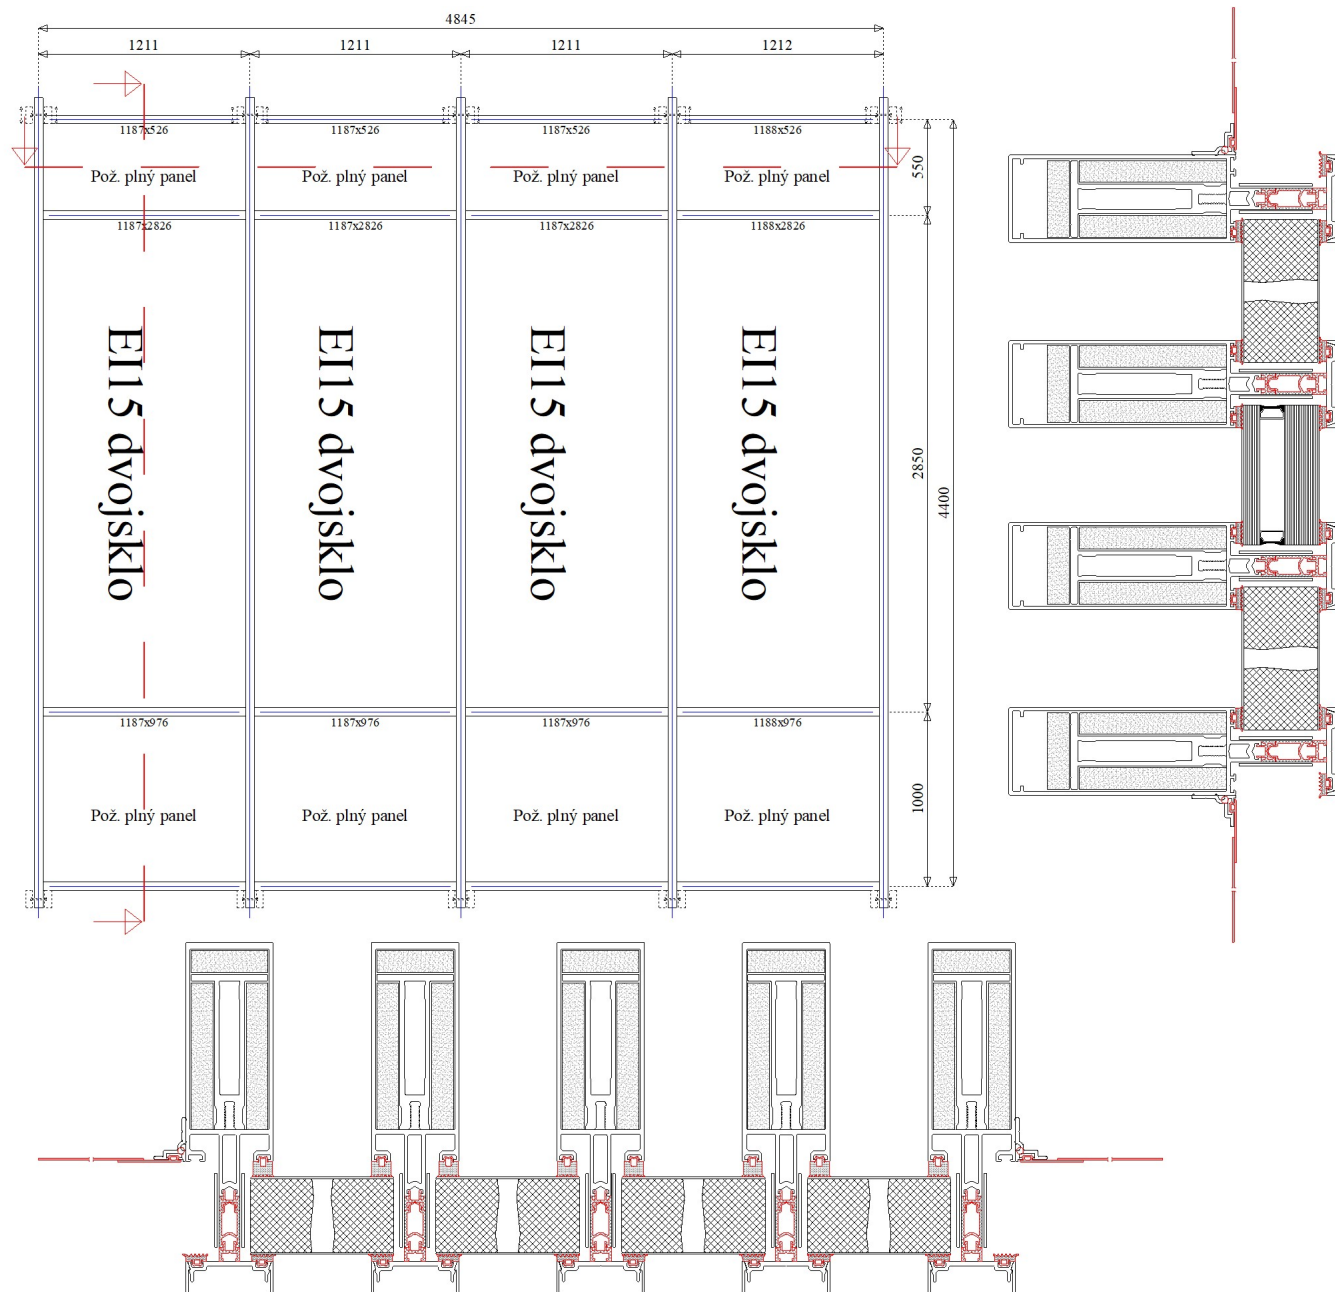 4845
1211 1211 1211 1212
1187x526 1187x526 1187x526 1188x526
Pož. plný panel Pož. plný panel Pož. plný panel Pož. plný panel
550
1187x2826 1187x2826 1187x2826 1188x2826
EI15 dvojsklo
EI15 dvojsklo
EI15 dvojsklo
EI15 dvojsklo
2850
4400
1187x976 1187x976 1187x976 1188x976
1000
Pož. plný panel Pož. plný panel Pož. plný panel Pož. plný panel